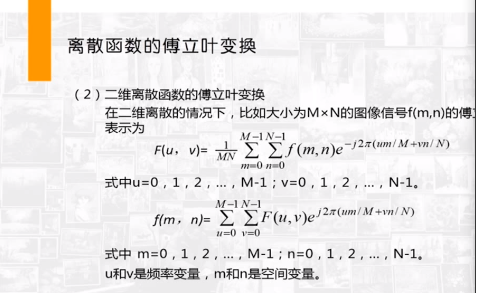 离散函数的傅立叶变换
（2）二维离散函数的傅立叶变换
在二维离散的情况下，比如大小为M×N的图像信号f(m,n)的傅
表示为
F(u，v)= \frac{1}{MN} \sum_{m=0}^{M-1} \sum_{n=0}^{N-1} f(m,n)e^{-j2π(um/M+vn/N)}
式中u=0，1，2，…，M-1；v=0，1，2，…，N-1。
f(m，n)= \sum_{u=0}^{M-1} \sum_{v=0}^{N-1} F(u,v)e^{j2π(um/M+vn/N)}
式中 m=0，1，2，…，M-1；n=0，1，2，…，N-1。
u和v是频率变量，m和n是空间变量。